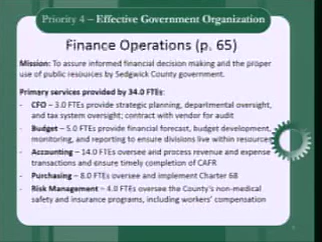 Priority 4 – Effective Government Organization
Finance Operations (p. 65)
Mission: To assure informed financial decision making and the proper
use of public resources by Sedgwick County government.
Primary services provided by 34.0 FTEs:
- CFO – 3.0 FTEs provide strategic planning, departmental oversight,
and tax system oversight; contract with vendor for audit
- Budget – 5.0 FTEs provide financial forecast, budget development,
monitoring, and reporting to ensure divisions live within resources
- Accounting – 14.0 FTEs oversee and process revenue and expense
transactions and ensure timely completion of CAFR
- Purchasing – 8.0 FTEs oversee and implement Charter 68
- Risk Management – 4.0 FTEs oversee the County's non-medical
safety and insurance programs, including workers' compensation